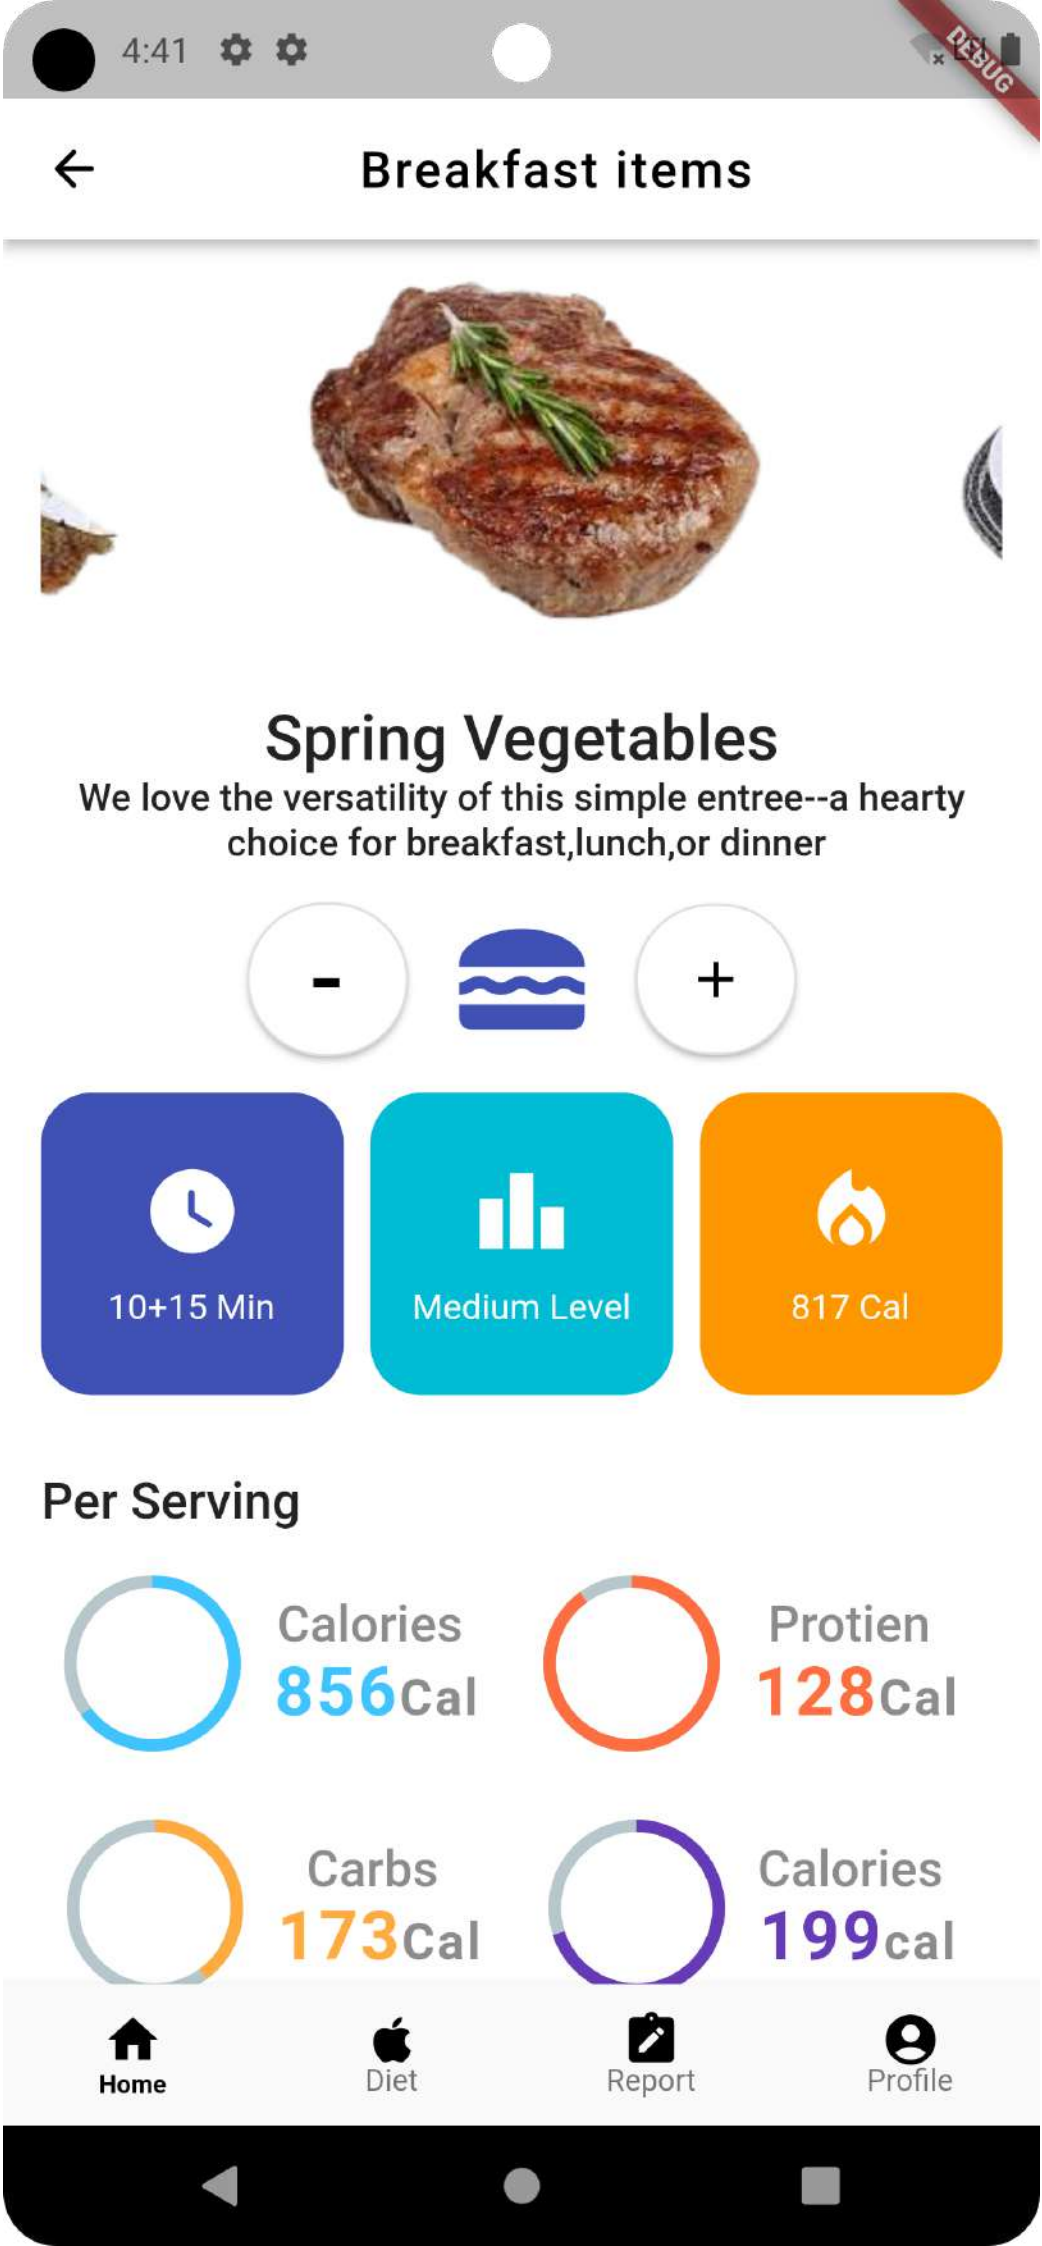 4:41
DEBUG
Breakfast items
Spring Vegetables
We love the versatility of this simple entree--a hearty
choice for breakfast,lunch,or dinner
-
+
10+15 Min
Medium Level
817 Cal
Per Serving
Calories
856Cal
Protien
128Cal
Carbs
173Cal
Calories
199cal
Home
Diet
Report
Profile